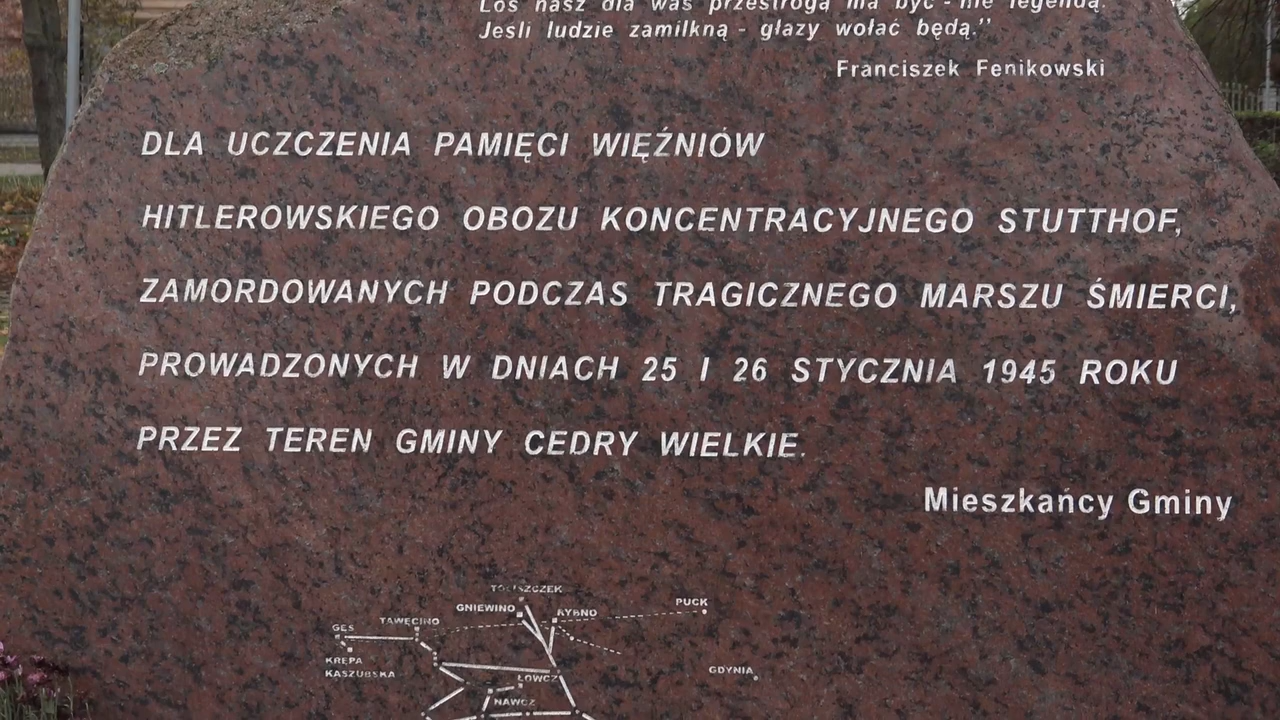 Los nasz dla was przestrogą ma być - nie legendą.
Jesli ludzie zamilkną - głazy wołać będą.”
Franciszek Fenikowski
DLA UCZCZENIA PAMIĘCI WIĘŹNIÓW
HITLEROWSKIEGO OBOZU KONCENTRACYJNEGO STUTTHOF,
ZAMORDOWANYCH PODCZAS TRAGICZNEGO MARSZU ŚMIERCI,
PROWADZONYCH W DNIACH 25 I 26 STYCZNIA 1945 ROKU
PRZEZ TEREN GMINY CEDRY WIELKIE.
Mieszkańcy Gminy
GNIEWINO
RYBNO
PUCK
TAWĘCINO
GĘS
KRĘPA
KASZUBSKA
GDYNIA
ŁOWCZ
NAWCZ